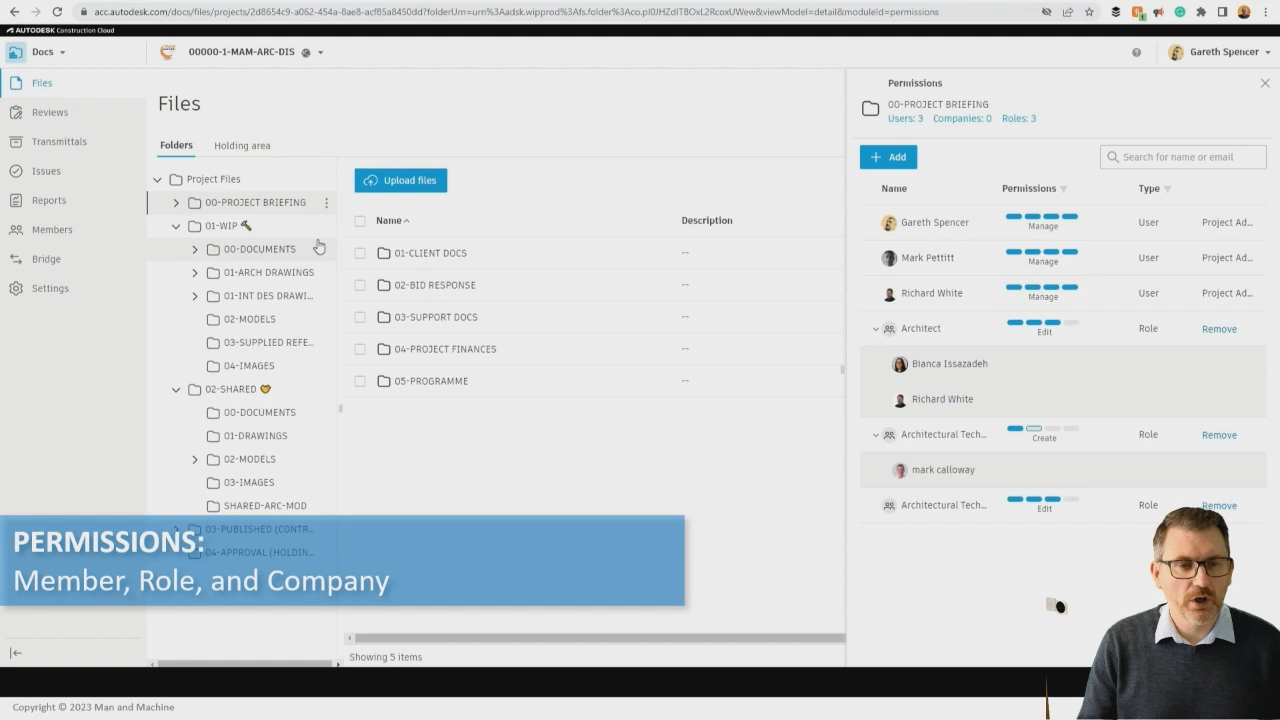 acc.autodesk.com/docs/files/projects/2d8654c9-a062-454a-8ae8-acf85a8450dd?folderUrn=urn%3Aadsk.wipprod%3Afs.folder%3Aco.pI0JHZdITBOxL2RcoxUWew&viewModel=detail&moduleId=permissions
AUTODESK Construction Cloud
Docs
00000-1-MAM-ARC-DIS
Gareth Spencer
Files
Reviews
Transmittals
Issues
Reports
Members
Bridge
Settings
Files
Folders
Holding area
Project Files
00-PROJECT BRIEFING
01-WIP
00-DOCUMENTS
01-ARCH DRAWINGS
01-INT DES DRAWI...
02-MODELS
03-SUPPLIED REFE...
04-IMAGES
02-SHARED
00-DOCUMENTS
01-DRAWINGS
02-MODELS
03-IMAGES
SHARED-ARC-MOD
03-PUBLISHED (CONTR...
04-APPROVAL (HOLDIN...
Upload files
Name
Description
01-CLIENT DOCS --
02-BID RESPONSE --
03-SUPPORT DOCS --
04-PROJECT FINANCES --
05-PROGRAMME --
Showing 5 items
Permissions
00-PROJECT BRIEFING
Users: 3 Companies: 0 Roles: 3
+ Add
Search for name or email
Name Permissions Type
Gareth Spencer Manage User Project Ad...
Mark Pettitt Manage User Project Ad...
Richard White Manage User Project Ad...
Architect Edit Role Remove
Bianca Issazadeh
Richard White
Architectural Tech... Create Role Remove
mark calloway
Architectural Tech... Edit Role Remove
PERMISSIONS:
Member, Role, and Company
Copyright © 2023 Man and Machine